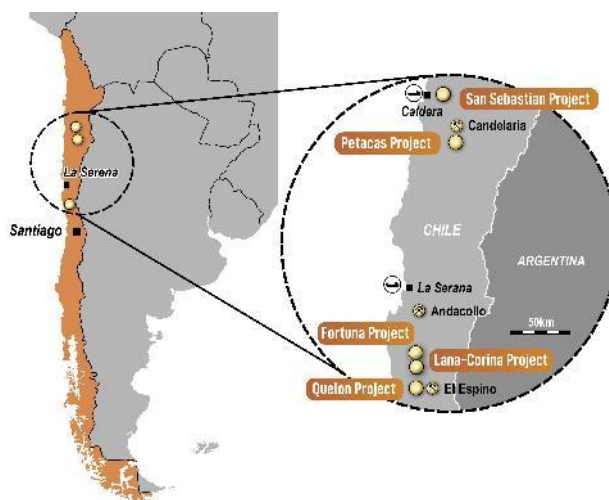 La Serena
Santiago
San Sebastian Project
Caldera
Candelaria
Petacas Project
CHILE
ARGENTINA
La Serana
Andacollo
50km
Fortuna Project
Lana-Corina Project
Quelon Project
El Espino